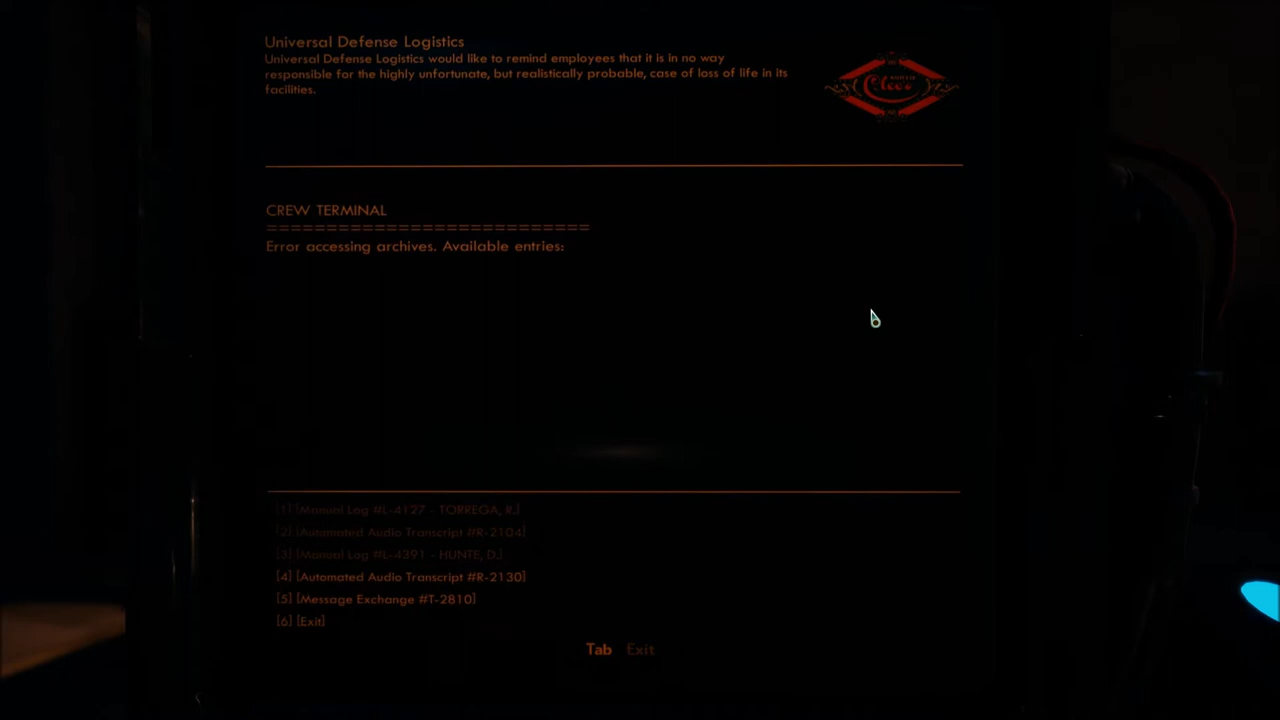 Universal Defense Logistics
Universal Defense Logistics would like to remind employees that it is in no way
responsible for the highly unfortunate, but realistically probable, case of loss of life in its
facilities.
CREW TERMINAL
===========================
Error accessing archives. Available entries:
[1] [Manual Log #L-4127 - TORREGA, R.]
[2] [Automated Audio Transcript #R-2104]
[3] [Manual Log #L-4391 - HUNTE, D.]
[4] [Automated Audio Transcript #R-2130]
[5] [Message Exchange #T-2810]
[6] [Exit]
Tab Exit